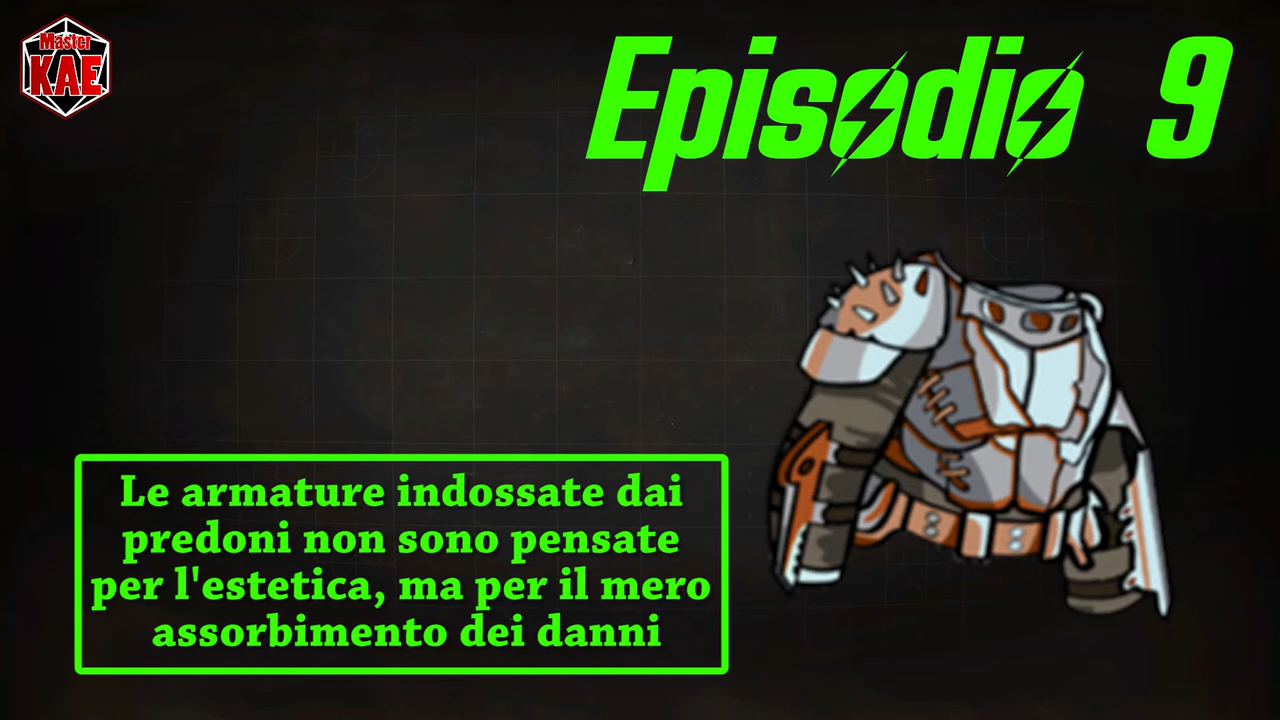 Master
KAE
Episodio 9
Le armature indossate dai
predoni non sono pensate
per l'estetica, ma per il mero
assorbimento dei danni